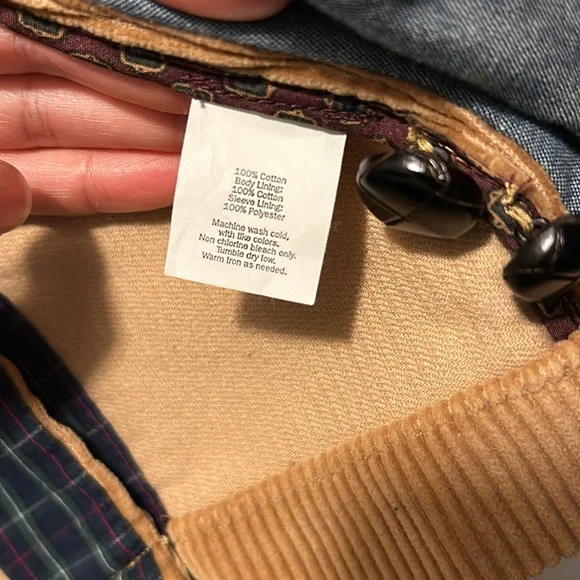 100% Cotton
Body Lining:
100% Cotton
Sleeve Lining:
100% Polyester
Machine wash cold,
with like colors.
Non chlorine bleach only.
Tumble dry low.
Warm Iron as needed.